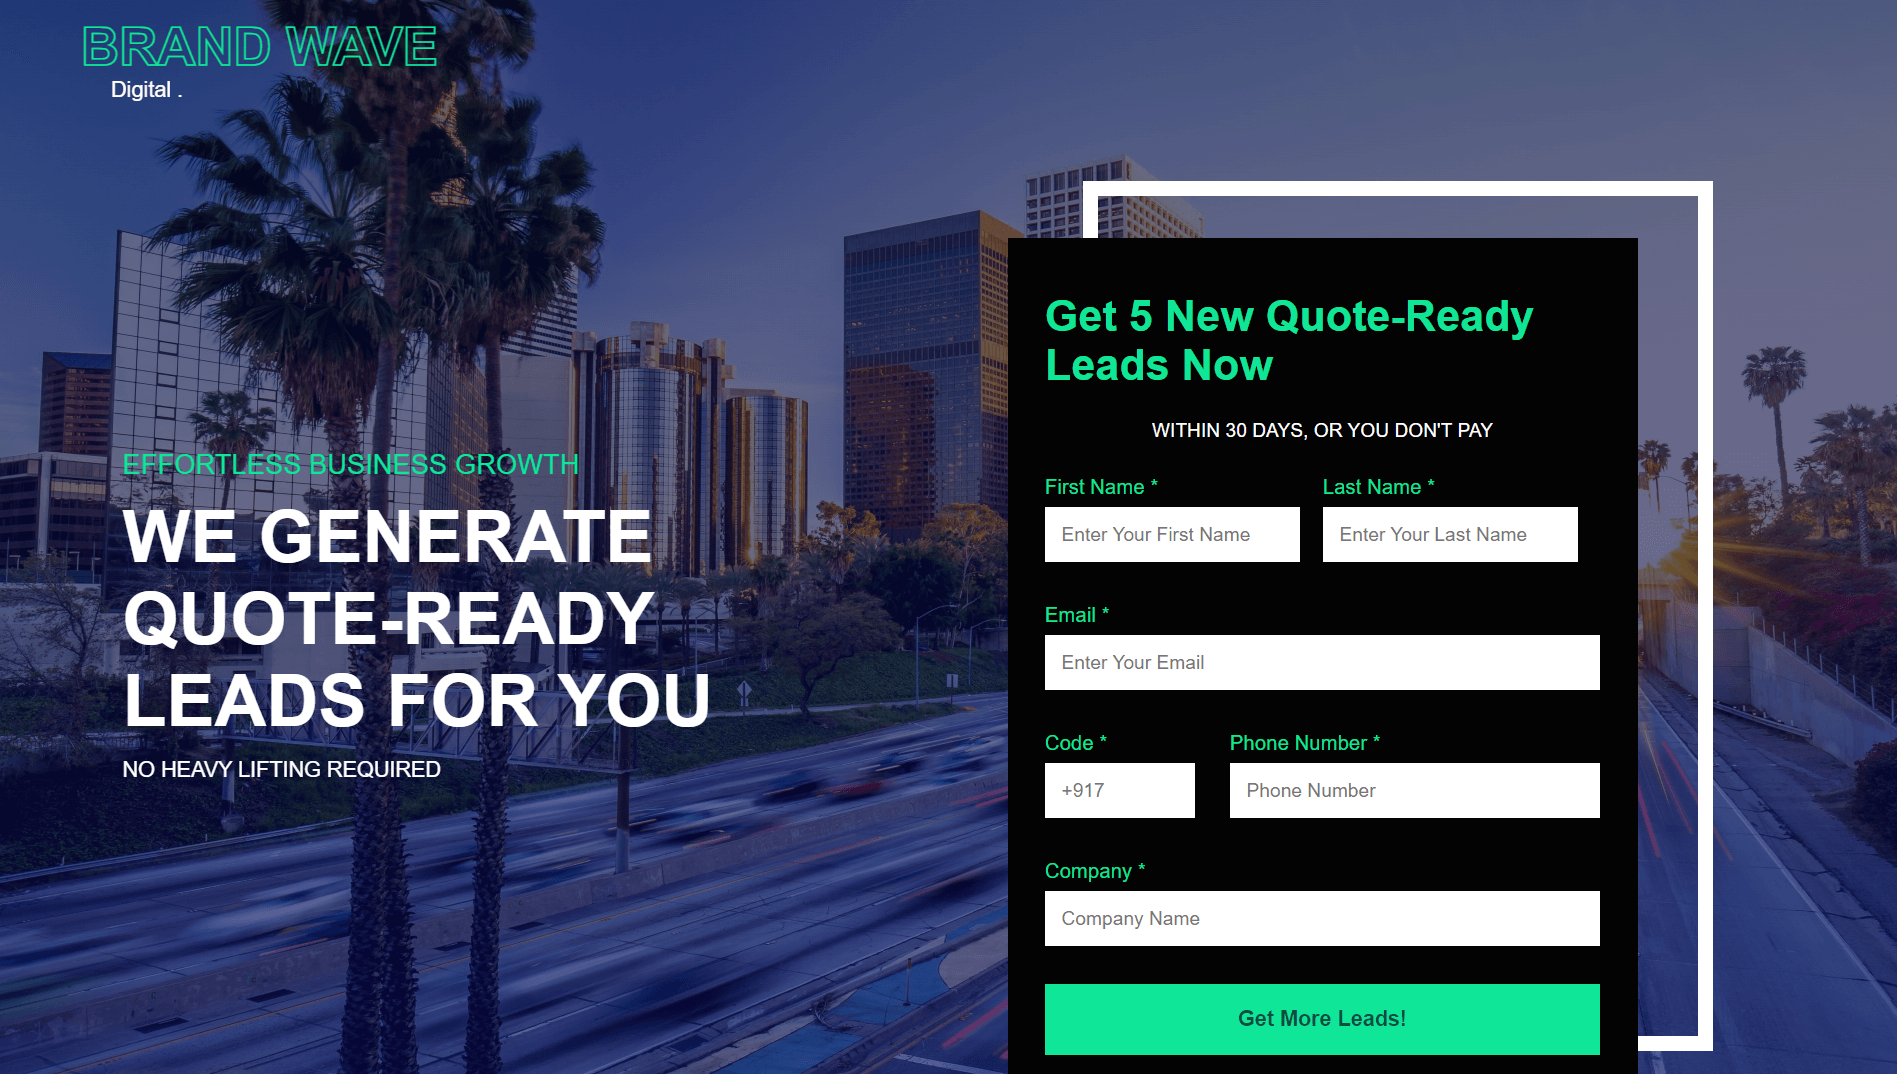 BRAND WAVE
Digital .
EFFORTLESS BUSINESS GROWTH
WE GENERATE
QUOTE-READY
LEADS FOR YOU
NO HEAVY LIFTING REQUIRED
Get 5 New Quote-Ready
Leads Now
WITHIN 30 DAYS, OR YOU DON'T PAY
First Name * Last Name *
Enter Your First Name Enter Your Last Name
Email *
Enter Your Email
Code * Phone Number *
+917 Phone Number
Company *
Company Name
Get More Leads!